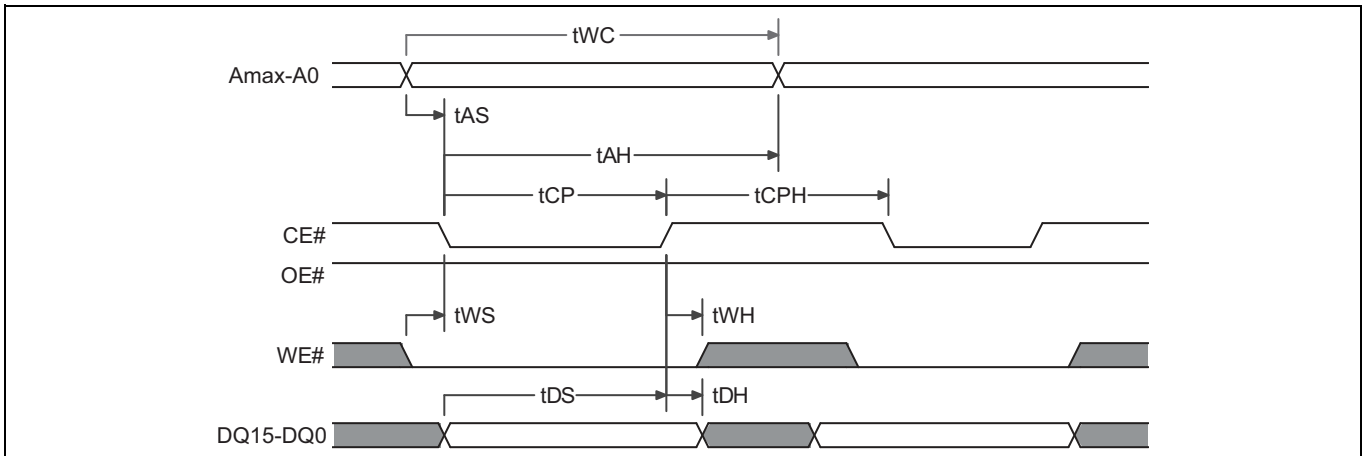 tWC
Amax-A0
tAS
tAH
tCP tCPH
CE#
OE#
tWS tWH
WE#
tDS tDH
DQ15-DQ0